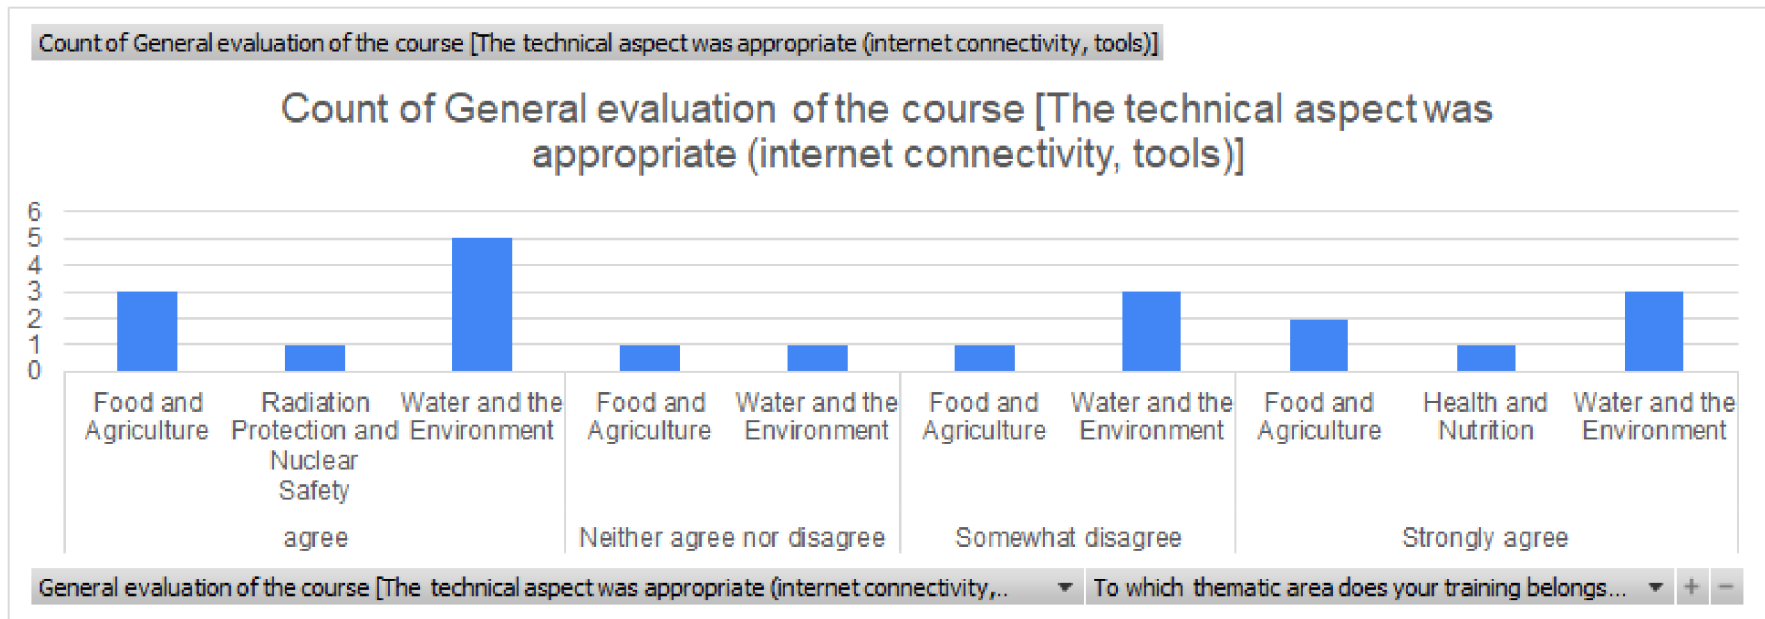 Count of General evaluation of the course [The technical aspect was appropriate (internet connectivity, tools)]
Count of General evaluation of the course [The technical aspect was
appropriate (internet connectivity, tools)]
6
5
4
3
2
1
0
Food and Agriculture
Radiation Protection and Nuclear Safety
Water and the Environment
Food and Agriculture
Water and the Environment
Food and Agriculture
Water and the Environment
Food and Agriculture
Health and Nutrition
Water and the Environment
agree
Neither agree nor disagree
Somewhat disagree
Strongly agree
General evaluation of the course [The technical aspect was appropriate (internet connectivity,..
To which thematic area does your training belongs...
+ −